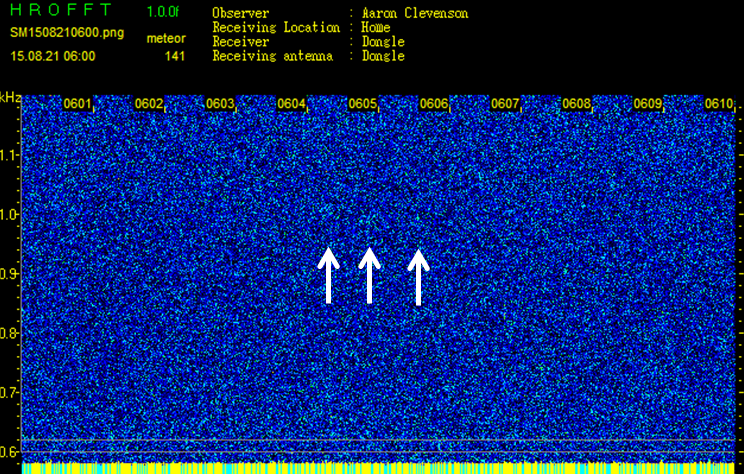 HROFFT 1.0.0f
SM1508210600.png
meteor
15.08.21 06:00 141
Observer : Aaron Clevenson
Receiving Location : Home
Receiver : Dongle
Receiving antenna : Dongle
kHz 0601 0602 0603 0604 0605 0606 0607 0608 0609 0610
1.1
1.0
0.9
0.8
0.7
0.6